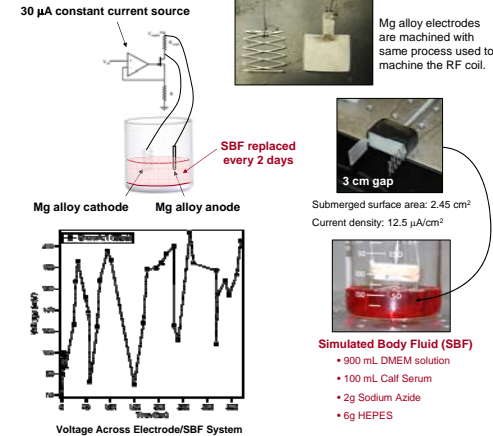 30 μA constant current source
Mg alloy electrodes
are machined with
same process used to
machine the RF coil.
SBF replaced
every 2 days
Mg alloy cathode
Mg alloy anode
3 cm gap
Submerged surface area: 2.45 cm²
Current density: 12.5 μA/cm²
Simulated Body Fluid (SBF)
• 900 mL DMEM solution
• 100 mL Calf Serum
• 2g Sodium Azide
• 6g HEPES
Voltage Across Electrode/SBF System